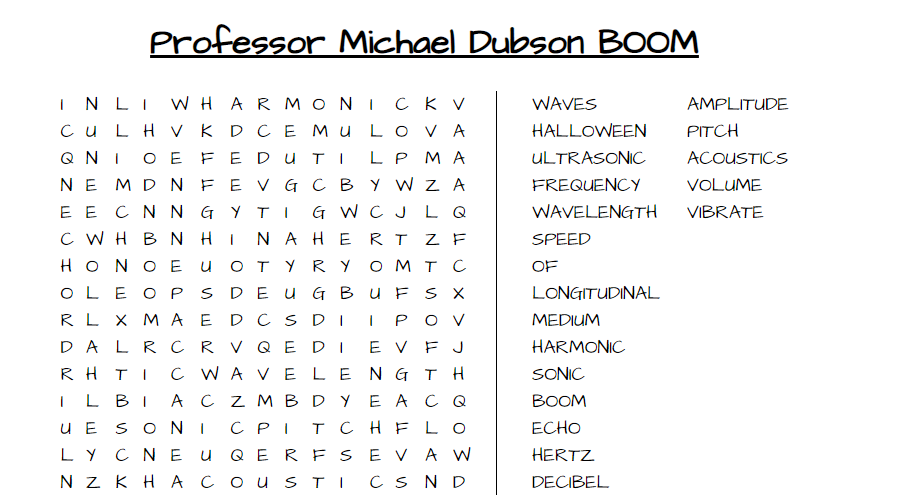 Professor Michael Dubson BOOM
I N L I W H A R M O N I C K V
C U L H V K D C E M U L O V A
Q N I O E F E D U T I L P M A
N E M D N F E V G C B Y W Z A
E E C N N G Y T I G W C J L Q
C W H B N H I N A H E R T Z F
H O N O E U O T Y R Y O M T C
O L E O P S D E U G B U F S X
R L X M A E D C S D I I P O V
D A L R C R V Q E D I E V F J
R H T I C W A V E L E N G T H
I L B I A C Z M B D Y E A C Q
U E S O N I C P I T C H F L O
L Y C N E U Q E R F S E V A W
N Z K H A C O U S T I C S N D
WAVES
HALLOWEEN
ULTRASONIC
FREQUENCY
WAVELENGTH
SPEED
OF
LONGITUDINAL
MEDIUM
HARMONIC
SONIC
BOOM
ECHO
HERTZ
DECIBEL
AMPLITUDE
PITCH
ACOUSTICS
VOLUME
VIBRATE